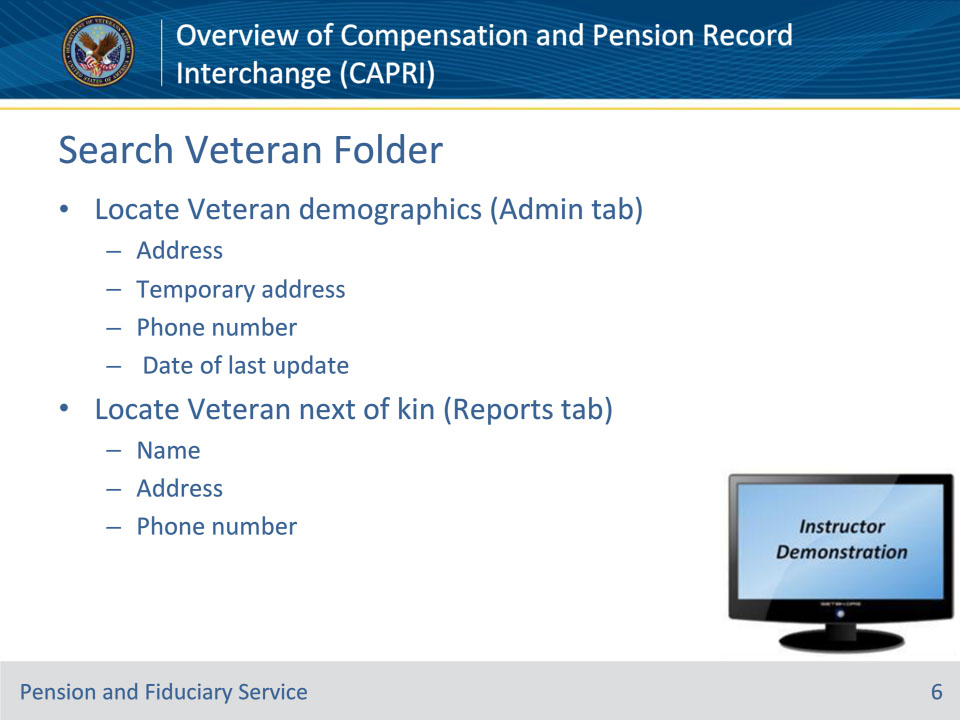 Overview of Compensation and Pension Record
Interchange (CAPRI)
Search Veteran Folder
• Locate Veteran demographics (Admin tab)
– Address
– Temporary address
– Phone number
– Date of last update
• Locate Veteran next of kin (Reports tab)
– Name
– Address
– Phone number
Instructor
Demonstration
Pension and Fiduciary Service
6